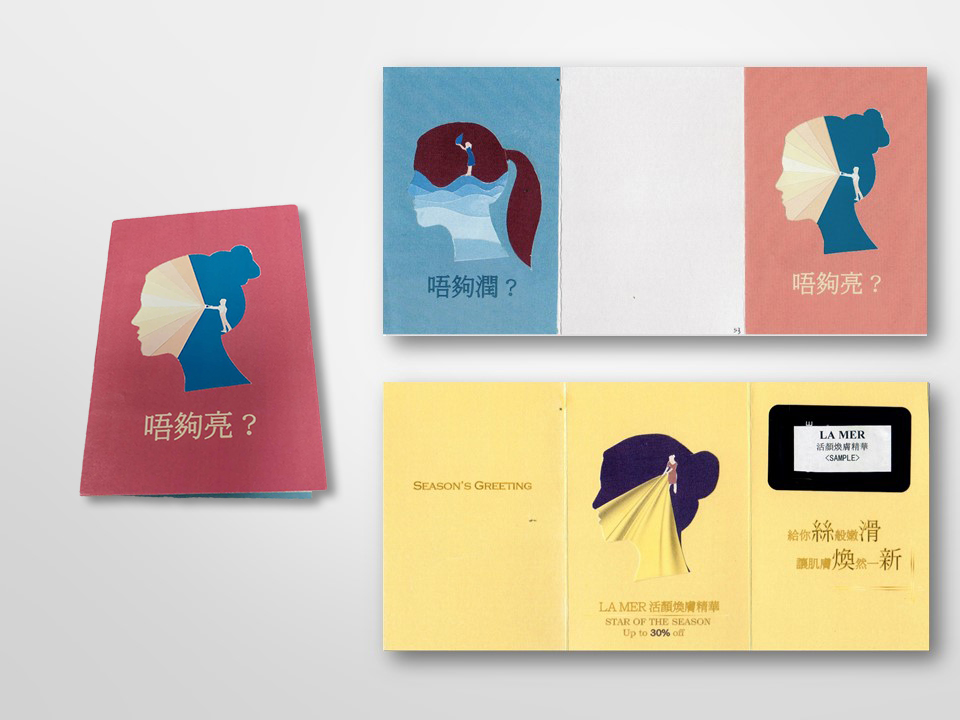 唔夠亮？
唔夠潤？
唔夠亮？
SEASON'S GREETING
LA MER 活顏煥膚精華
STAR OF THE SEASON
Up to 30% off
LA MER
活顏煥膚精華
<SAMPLE>
給你絲般嫩滑
讓肌膚煥然一新